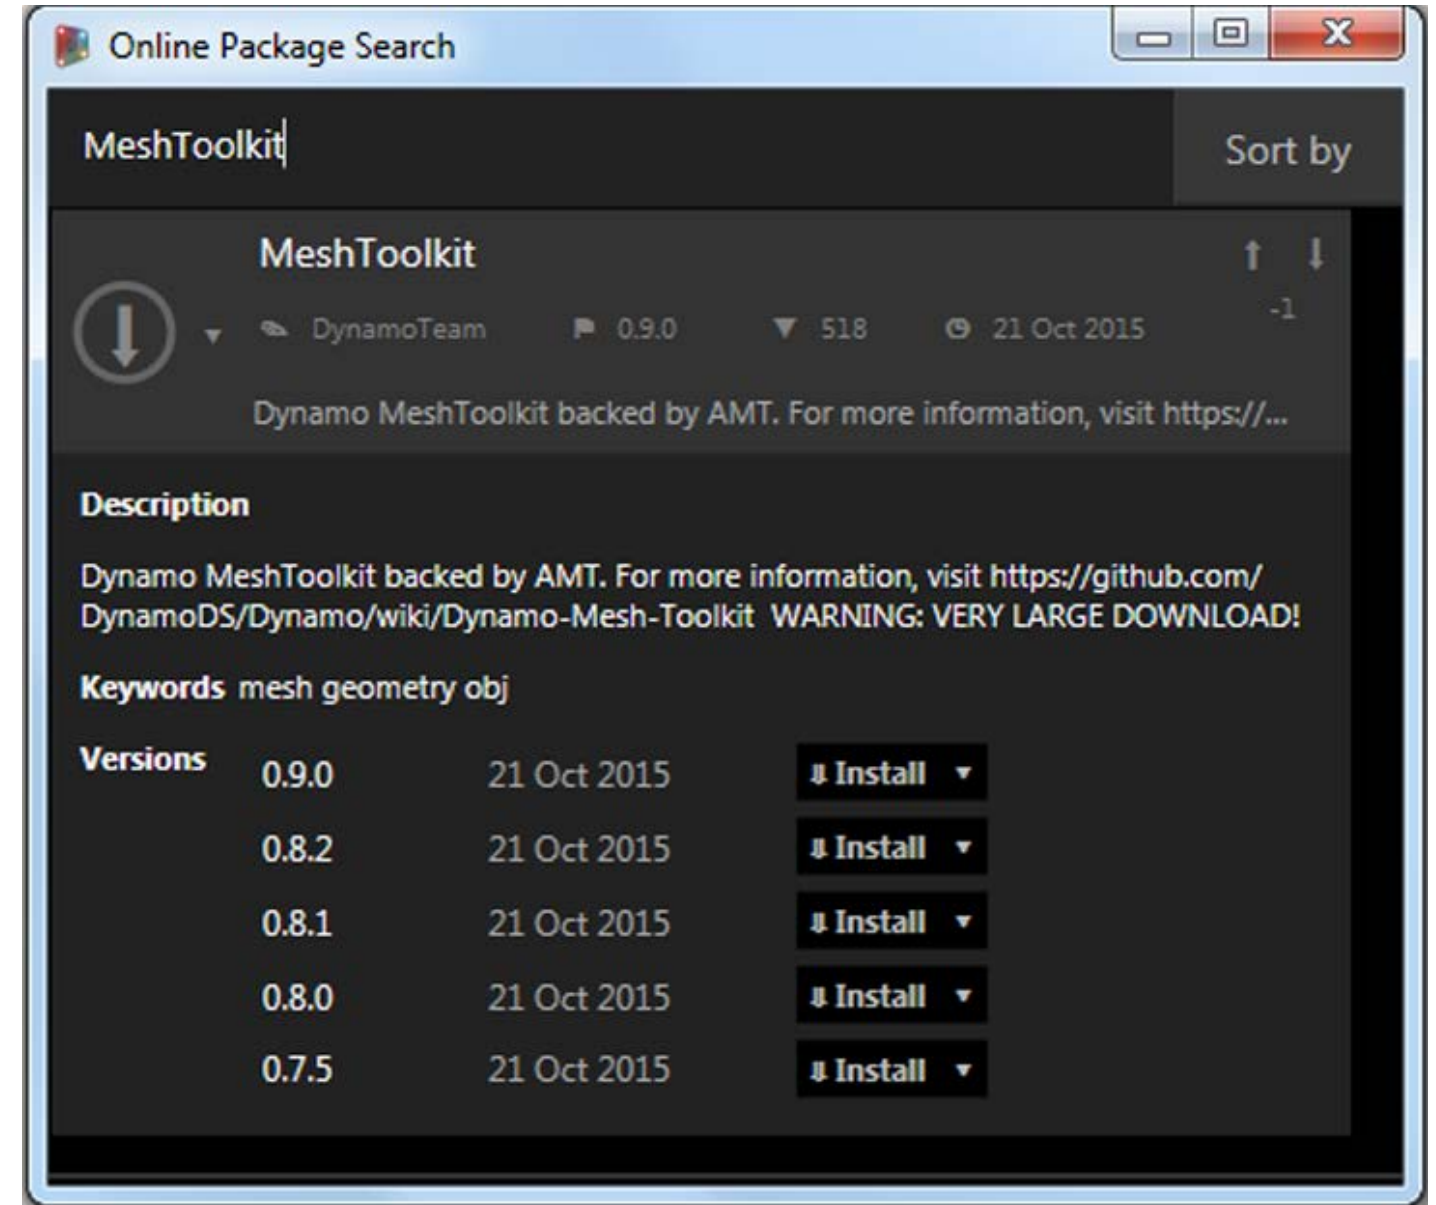 Online Package Search
MeshToolkit
Sort by
MeshToolkit
DynamoTeam 0.9.0 518 21 Oct 2015 -1
Dynamo MeshToolkit backed by AMT. For more information, visit https://...
Description
Dynamo MeshToolkit backed by AMT. For more information, visit https://github.com/
DynamoDS/Dynamo/wiki/Dynamo-Mesh-Toolkit WARNING: VERY LARGE DOWNLOAD!
Keywords mesh geometry obj
Versions 0.9.0 21 Oct 2015 Install
0.8.2 21 Oct 2015 Install
0.8.1 21 Oct 2015 Install
0.8.0 21 Oct 2015 Install
0.7.5 21 Oct 2015 Install